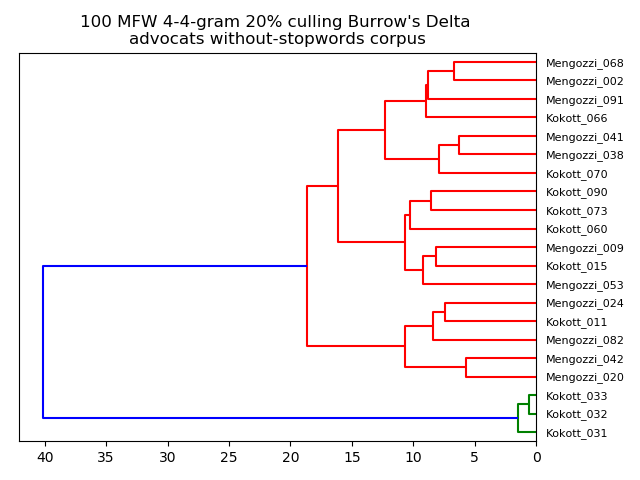 100 MFW 4-4-gram 20% culling Burrow's Delta
advocats without-stopwords corpus
Mengozzi_068
Mengozzi_002
Mengozzi_091
Kokott_066
Mengozzi_041
Mengozzi_038
Kokott_070
Kokott_090
Kokott_073
Kokott_060
Mengozzi_009
Kokott_015
Mengozzi_053
Mengozzi_024
Kokott_011
Mengozzi_082
Mengozzi_042
Mengozzi_020
Kokott_033
Kokott_032
Kokott_031
40 35 30 25 20 15 10 5 0